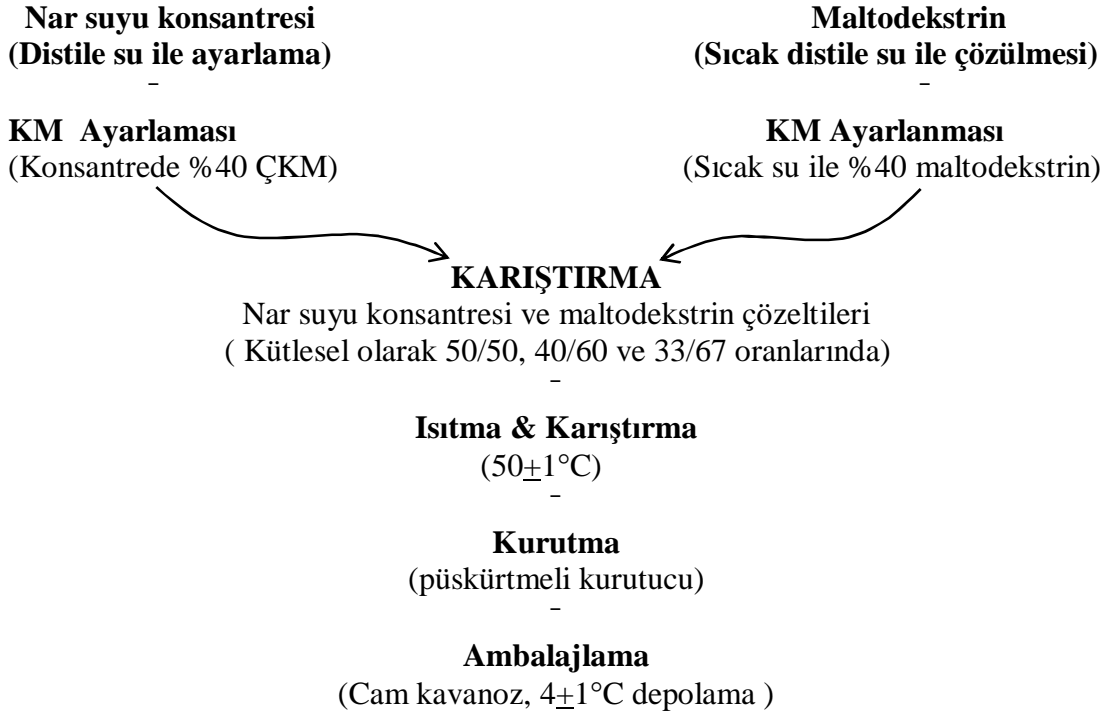 Nar suyu konsantresi
(Distile su ile ayarlama)
Maltodekstrin
(Sıcak distile su ile çözülmesi)
KM Ayarlaması
(Konsantrede %40 ÇKM)
KM Ayarlanması
(Sıcak su ile %40 maltodekstrin)
KARIŞTIRMA
Nar suyu konsantresi ve maltodekstrin çözeltileri
( Kütlesel olarak 50/50, 40/60 ve 33/67 oranlarında)
Isıtma & Karıştırma
(50±1°C)
Kurutma
(püskürtmeli kurutucu)
Ambalajlama
(Cam kavanoz, 4±1°C depolama )